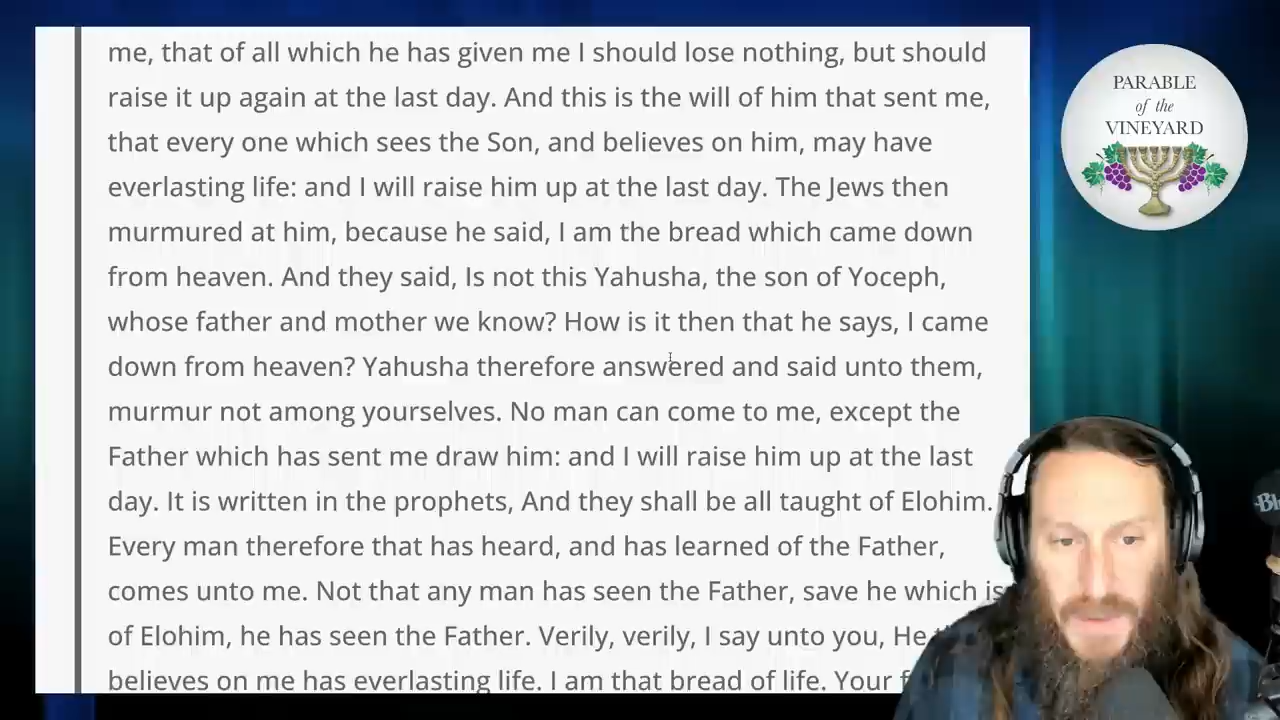 me, that of all which he has given me I should lose nothing, but should
raise it up again at the last day. And this is the will of him that sent me,
that every one which sees the Son, and believes on him, may have
everlasting life: and I will raise him up at the last day. The Jews then
murmured at him, because he said, I am the bread which came down
from heaven. And they said, Is not this Yahusha, the son of Yoceph,
whose father and mother we know? How is it then that he says, I came
down from heaven? Yahusha therefore answered and said unto them,
murmur not among yourselves. No man can come to me, except the
Father which has sent me draw him: and I will raise him up at the last
day. It is written in the prophets, And they shall be all taught of Elohim.
Every man therefore that has heard, and has learned of the Father,
comes unto me. Not that any man has seen the Father, save he which is
of Elohim, he has seen the Father. Verily, verily, I say unto you, He
believes on me has everlasting life. I am that bread of life. Your
PARABLE
of the
VINEYARD